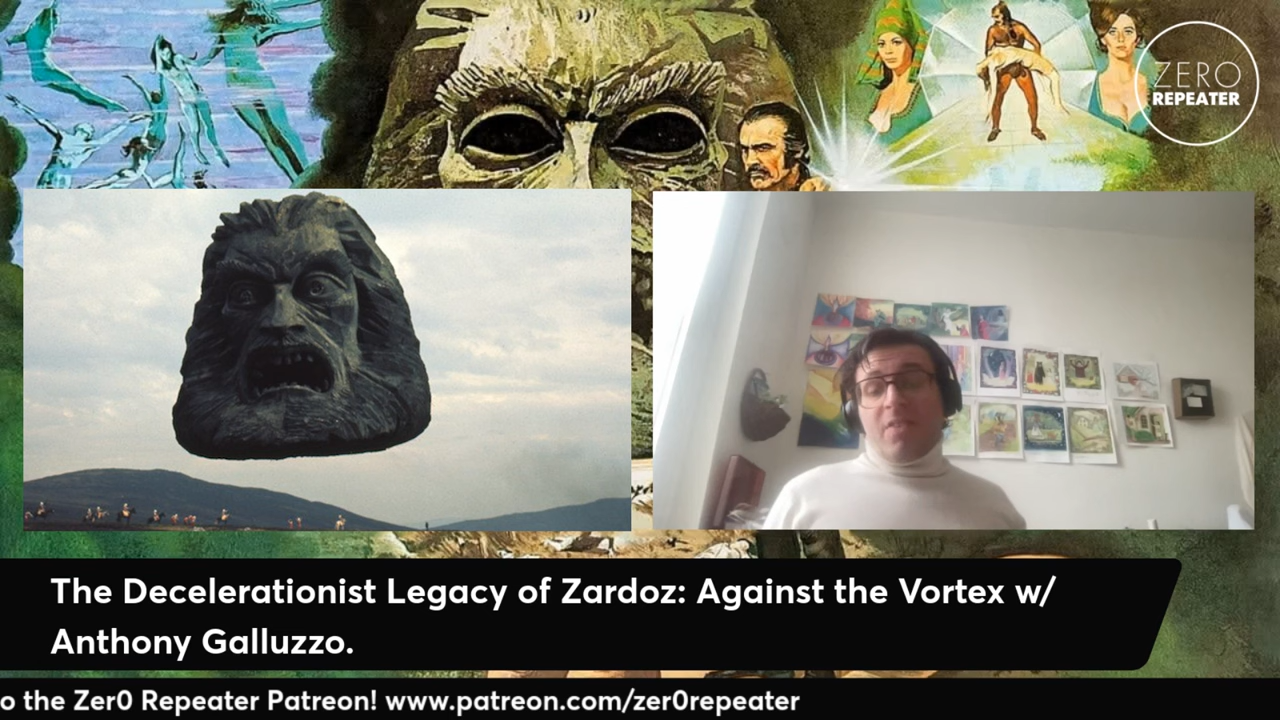 ZERO
REPEATER
The Decelerationist Legacy of Zardoz: Against the Vortex w/
Anthony Galluzzo.
o the Zer0 Repeater Patreon! www.patreon.com/zer0repeater